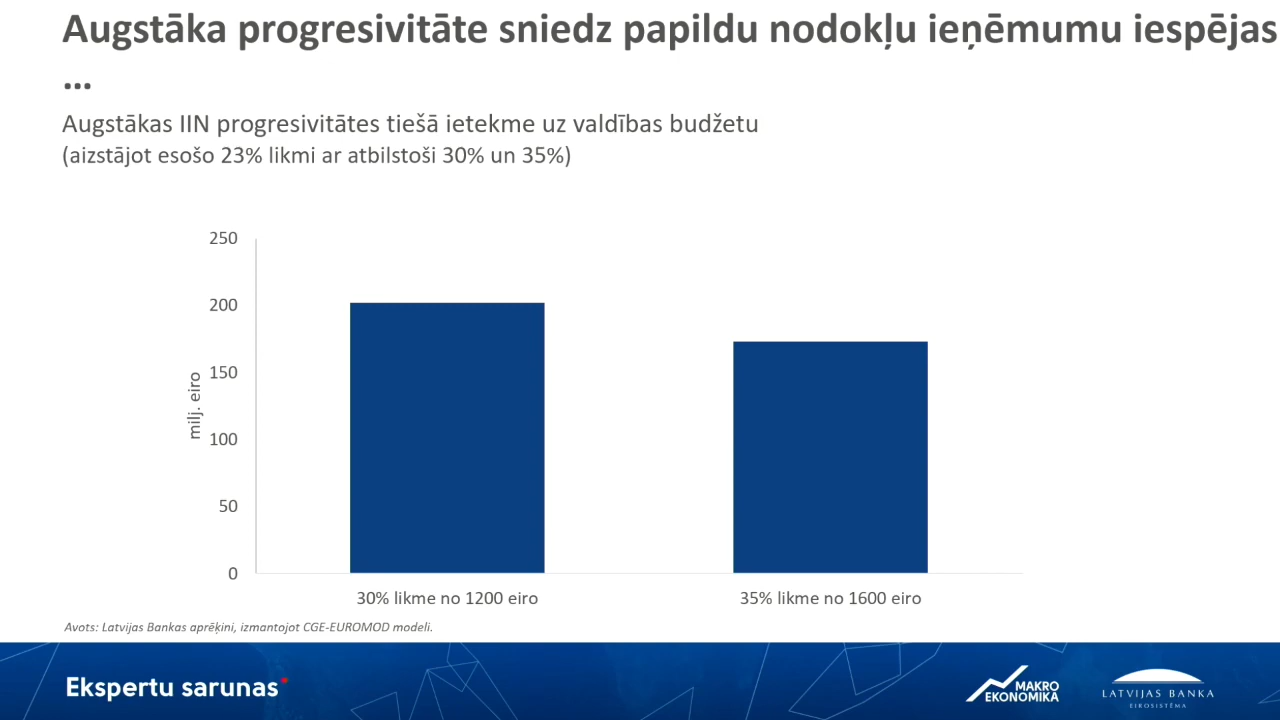 Augstāka progresivitāte sniedz papildu nodokļu ieņēmumu iespējas
...
Augstākas IIN progresivitātes tiešā ietekme uz valdības budžetu
(aizstājot esošo 23% likmi ar atbilstoši 30% un 35%)
250
200
150
100
50
0
milj. eiro
30% likme no 1200 eiro
35% likme no 1600 eiro
Avots: Latvijas Bankas aprēķini, izmantojot CGE-EUROMOD modeli.
Ekspertu sarunas
MAKRO
EKONOMIKA
LATVIJAS BANKA
EIROSISTĒMA